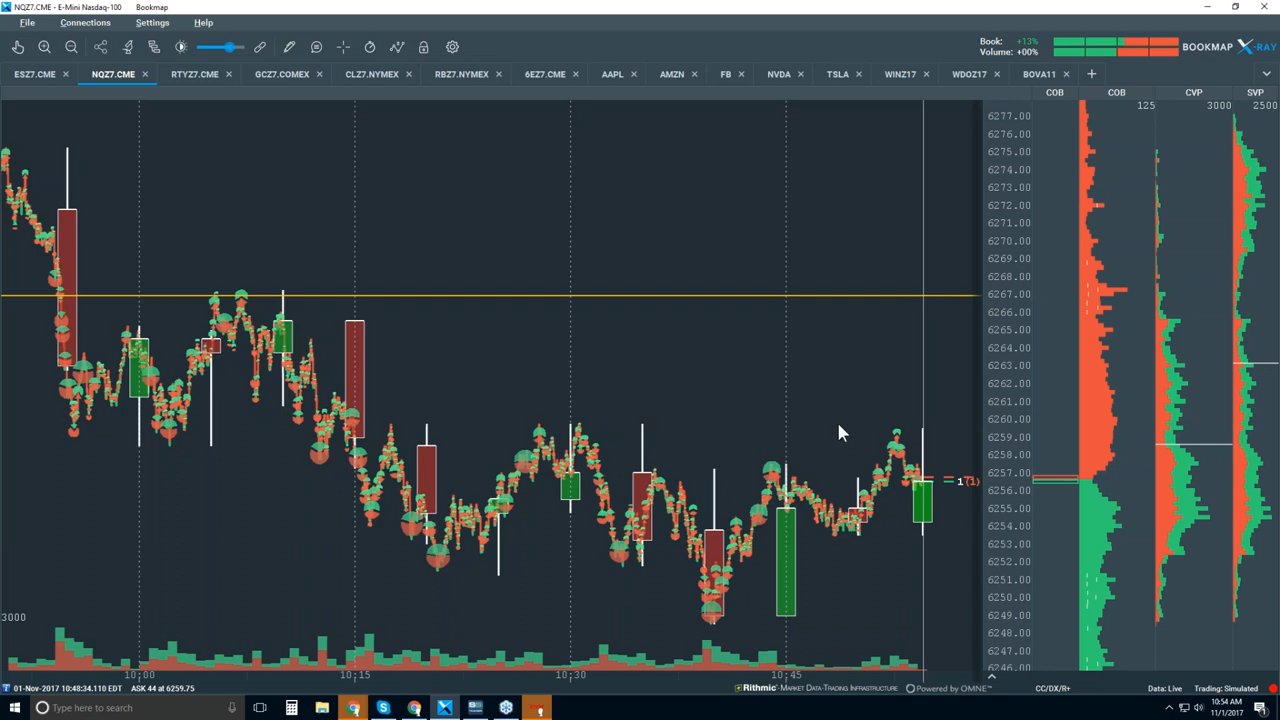 NQZ7.CME - E-Mini Nasdaq-100 Bookmap
File Connections Settings Help
Book: +13%
Volume: +00%
BOOKMAP X-RAY
ESZ7.CME NQZ7.CME RTYZ7.CME GCZ7.COMEX CLZ7.NYMEX RBZ7.NYMEX 6EZ7.CME AAPL AMZN FB NVDA TSLA WINZ17 WDOZ17 BOVA11
COB COB CVP SVP
125 3000 2500
6277.00
6276.00
6275.00
6274.00
6273.00
6272.00
6271.00
6270.00
6269.00
6268.00
6267.00
6266.00
6265.00
6264.00
6263.00
6262.00
6261.00
6260.00
6259.00
6258.00
6257.00
1(1)
6256.00
6255.00
6254.00
6253.00
6252.00
6251.00
6250.00
6249.00
6248.00
6247.00
6246.00
3000
10:00 10:15 10:30 10:45
01-Nov-2017 10:48:34.110 EDT ASK 44 at 6259.75
Rithmic - Market Data-Trading Infrastructure Powered by OMNE™
CC/DX/R+ Data: Live Trading: Simulated
Type here to search
10:54 AM
11/1/2017
1